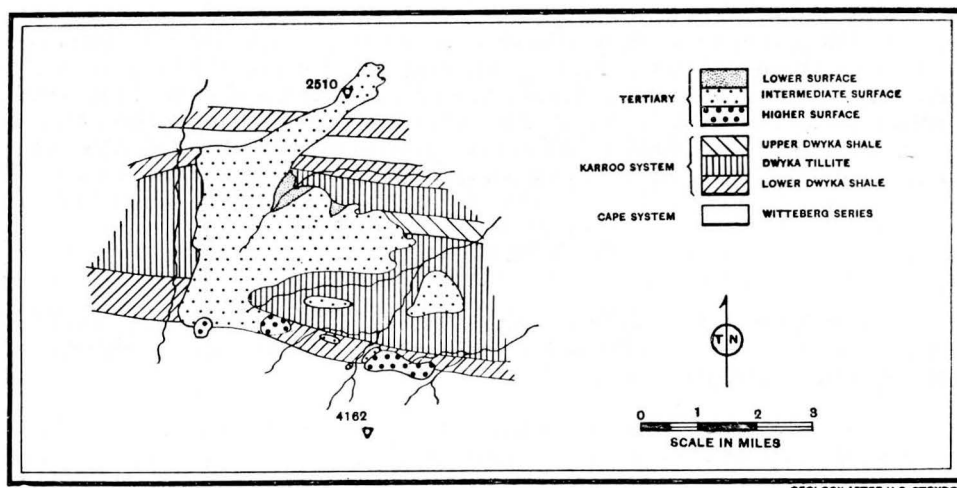 2510
4162
TERTIARY
LOWER SURFACE
INTERMEDIATE SURFACE
HIGHER SURFACE
KARROO SYSTEM
UPPER DWYKA SHALE
DWYKA TILLITE
LOWER DWYKA SHALE
CAPE SYSTEM
WITTEBERG SERIES
T N
0 1 2 3
SCALE IN MILES